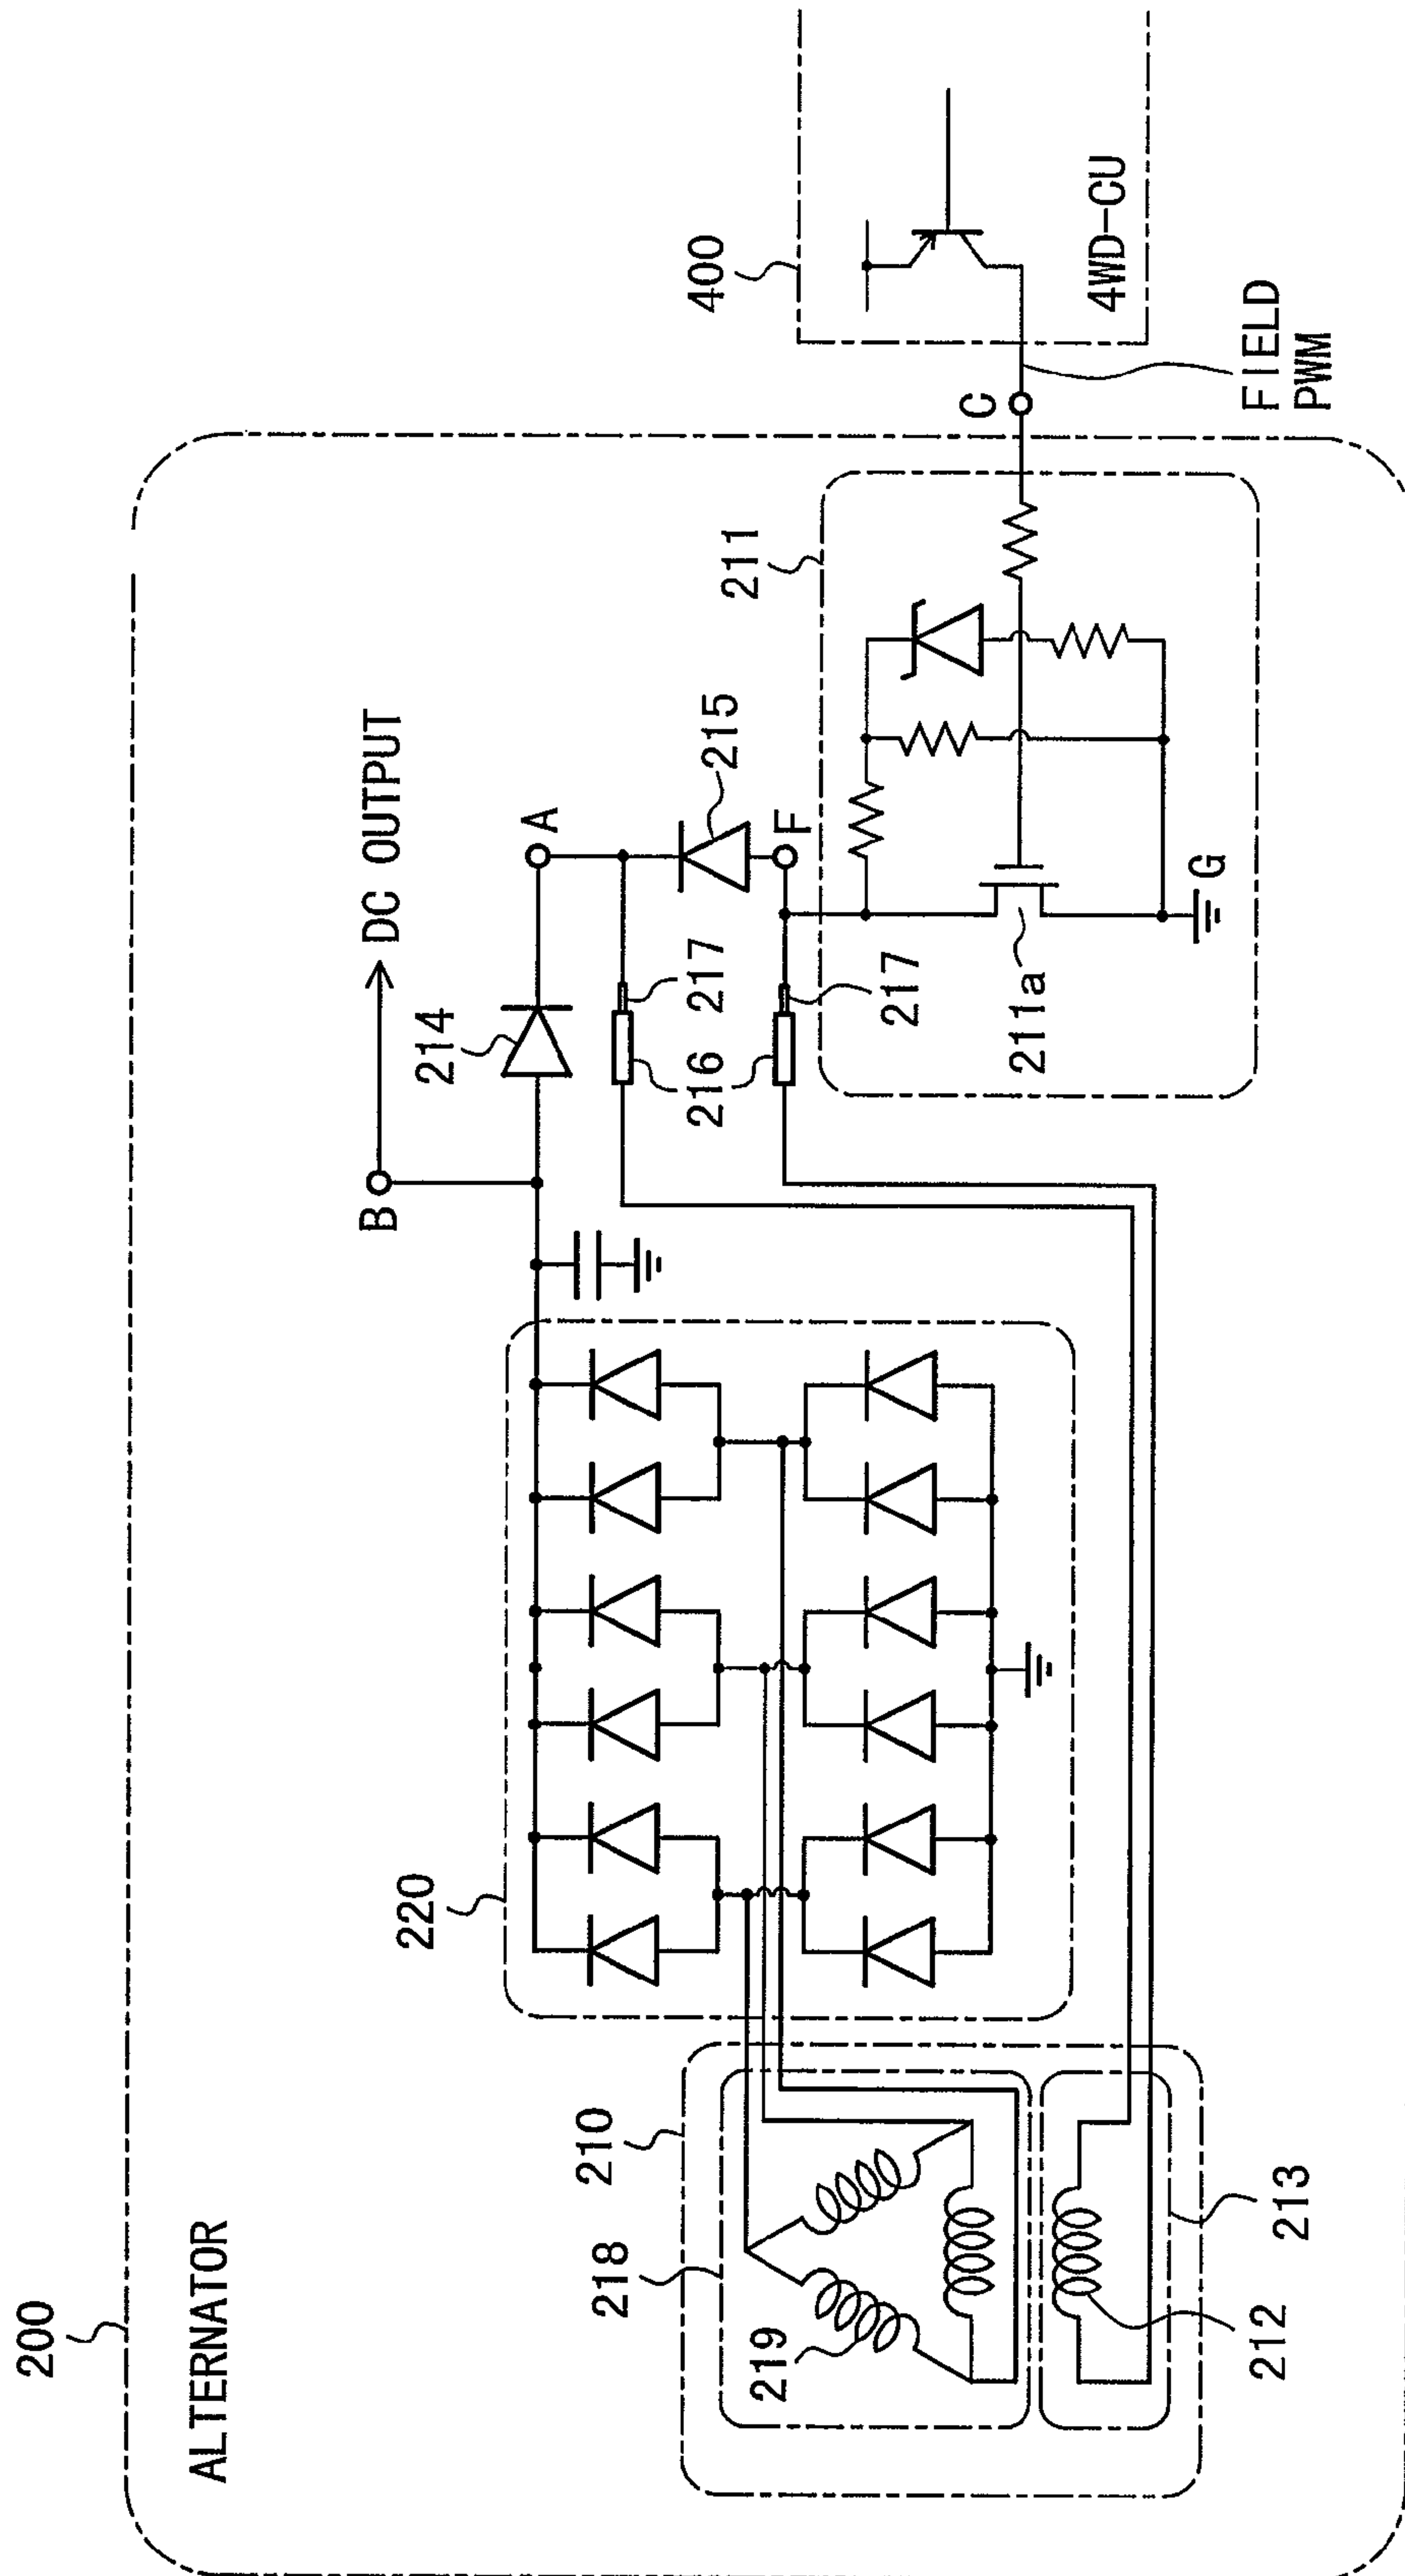 200
ALTERNATOR
B
DC OUTPUT
214
A
215
F
217
216
217
220
210
218
219
212
213
211
211a
G
C
400
4WD-CU
FIELD
PWM